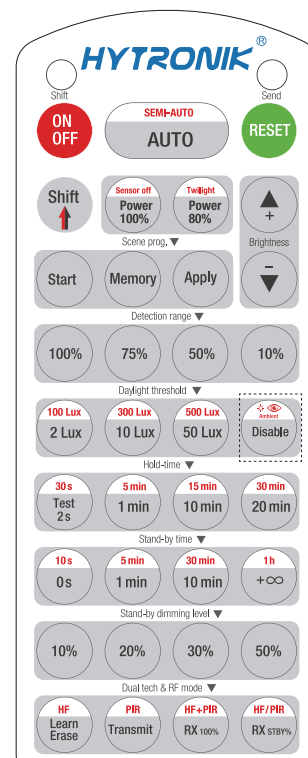 HYTRONIK®
Shift Send
ON
OFF
SEMI-AUTO
AUTO
RESET
Shift
Sensor off
Power
100%
Twilight
Power
80%
+
Brightness
−
Scene prog. ▼
Start Memory Apply
Detection range ▼
100% 75% 50% 10%
Daylight threshold ▼
100 Lux 300 Lux 500 Lux Ambient
2 Lux 10 Lux 50 Lux Disable
Hold-time ▼
30 s 5 min 15 min 30 min
Test
2 s
1 min 10 min 20 min
Stand-by time ▼
10 s 5 min 30 min 1 h
0 s 1 min 10 min +∞
Stand-by dimming level ▼
10% 20% 30% 50%
Dual tech & RF mode ▼
HF PIR HF+PIR HF/PIR
Learn
Erase
Transmit RX 100% RX STBY%